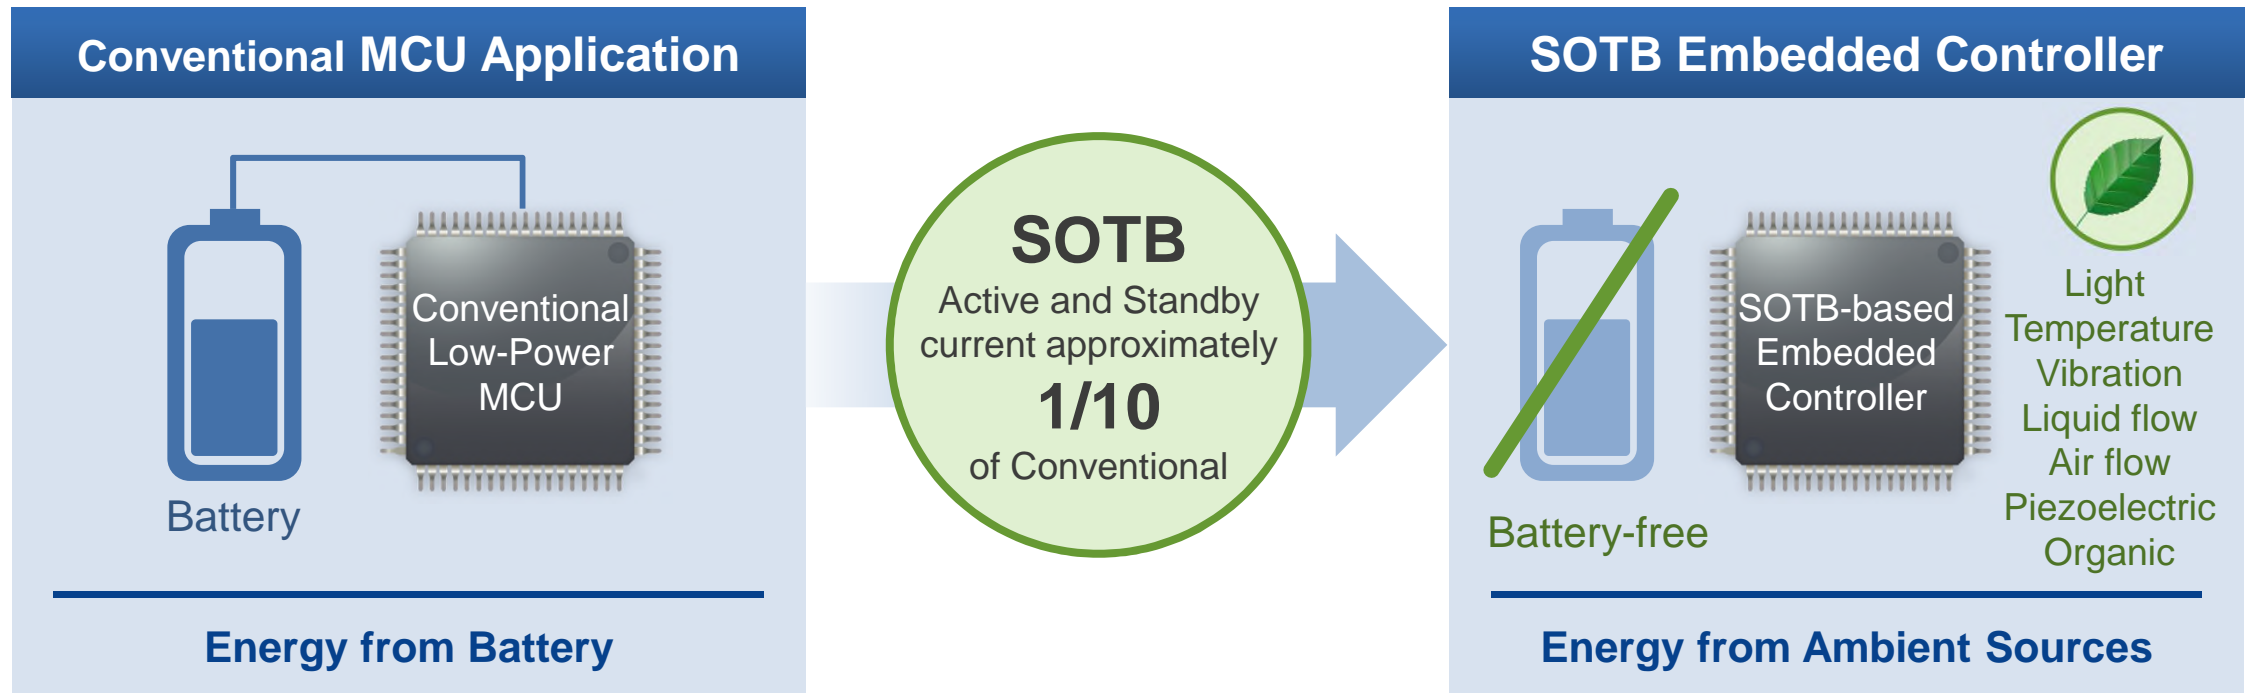 Conventional MCU Application
Conventional
Low-Power
MCU
Battery
Energy from Battery
SOTB
Active and Standby
current approximately
1/10
of Conventional
SOTB Embedded Controller
SOTB-based
Embedded
Controller
Battery-free
Light
Temperature
Vibration
Liquid flow
Air flow
Piezoelectric
Organic
Energy from Ambient Sources